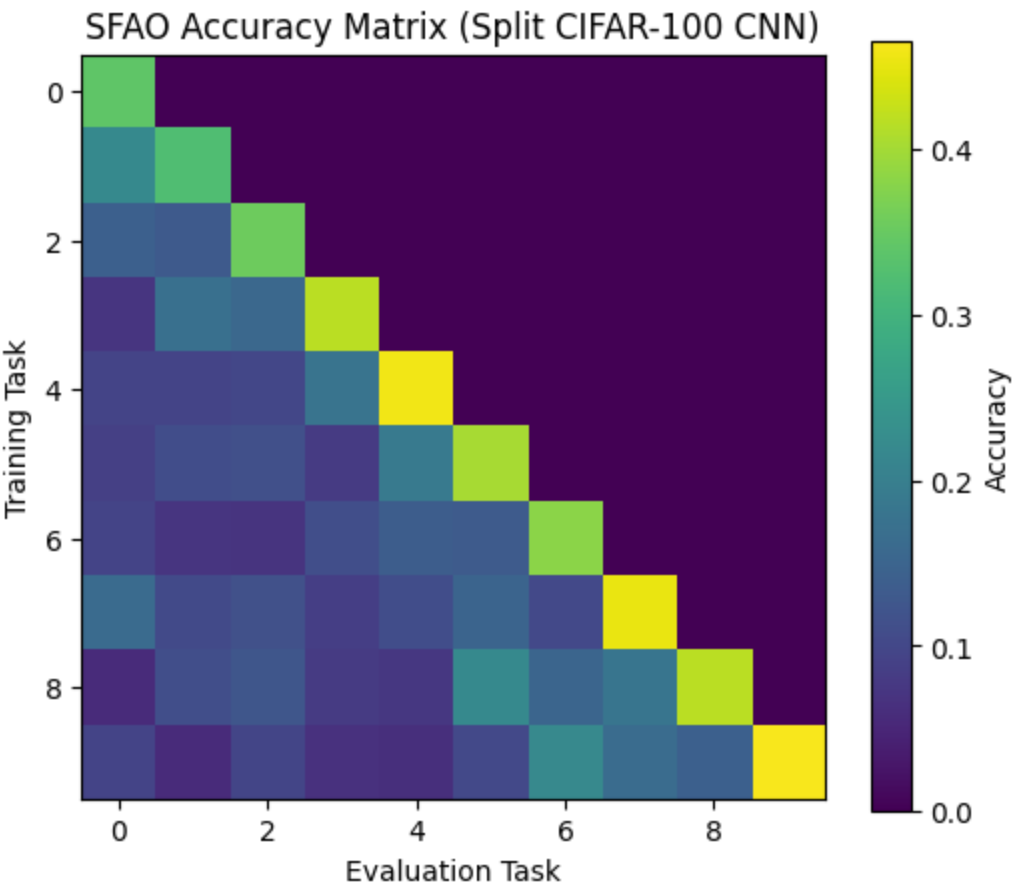 SFAO Accuracy Matrix (Split CIFAR-100 CNN)
0
2
4
6
8
Training Task
0 2 4 6 8
Evaluation Task
0.4
0.3
0.2
0.1
0.0
Accuracy